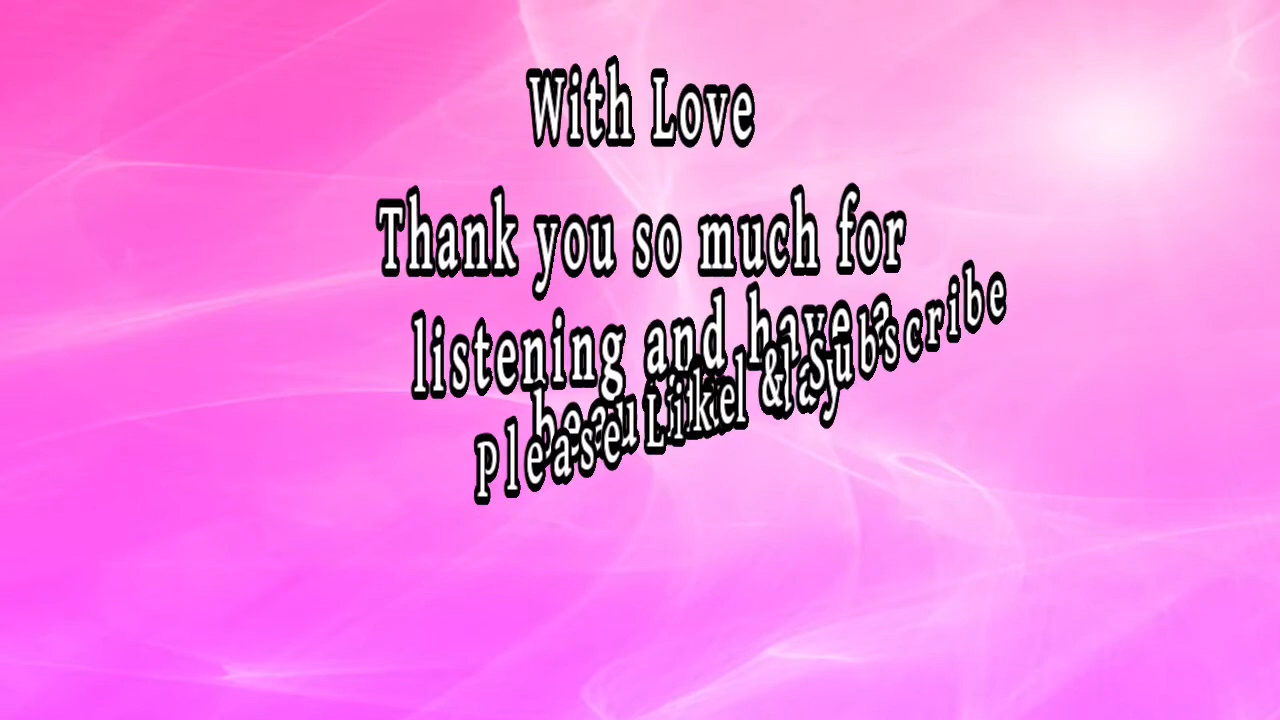 With Love
Thank you so much for
listening and have a
Please Like & Subscribe